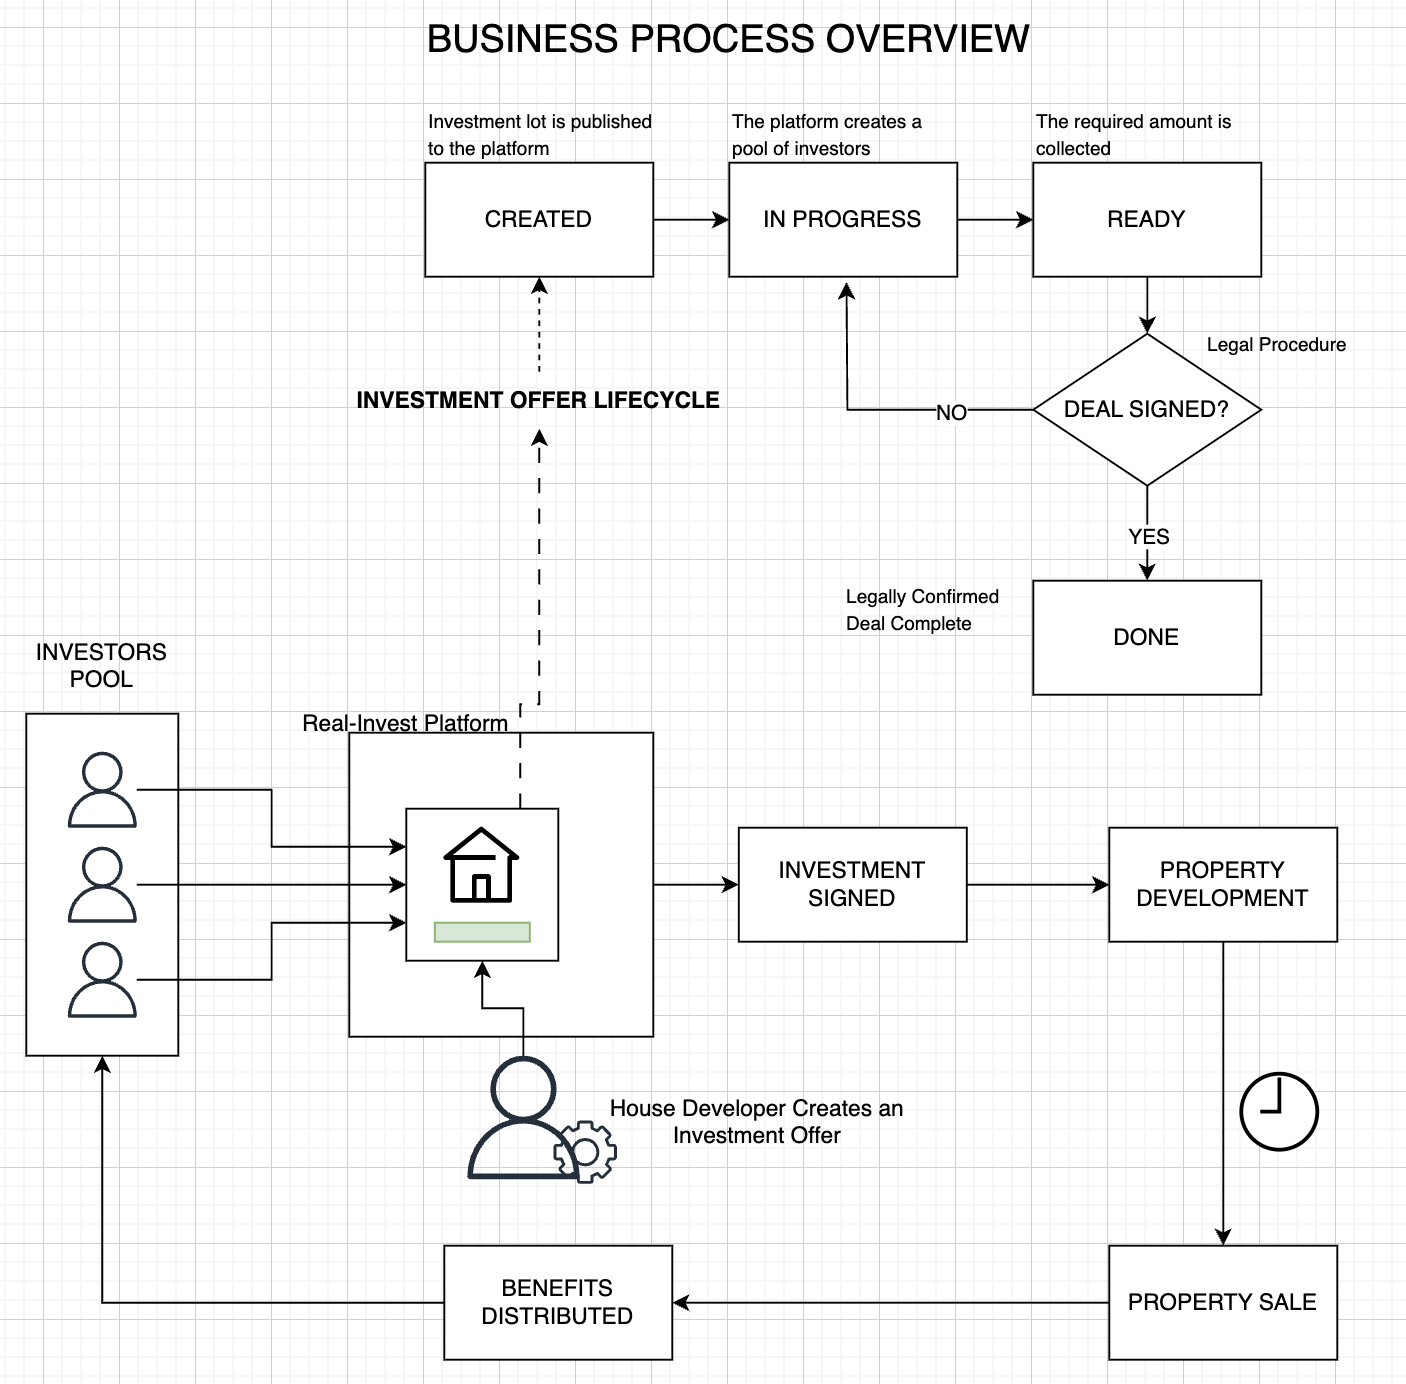 BUSINESS PROCESS OVERVIEW
Investment lot is published
to the platform
The platform creates a
pool of investors
The required amount is
collected
CREATED
IN PROGRESS
READY
Legal Procedure
INVESTMENT OFFER LIFECYCLE
NO
DEAL SIGNED?
YES
Legally Confirmed
Deal Complete
DONE
INVESTORS
POOL
Real-Invest Platform
INVESTMENT
SIGNED
PROPERTY
DEVELOPMENT
House Developer Creates an
Investment Offer
BENEFITS
DISTRIBUTED
PROPERTY SALE